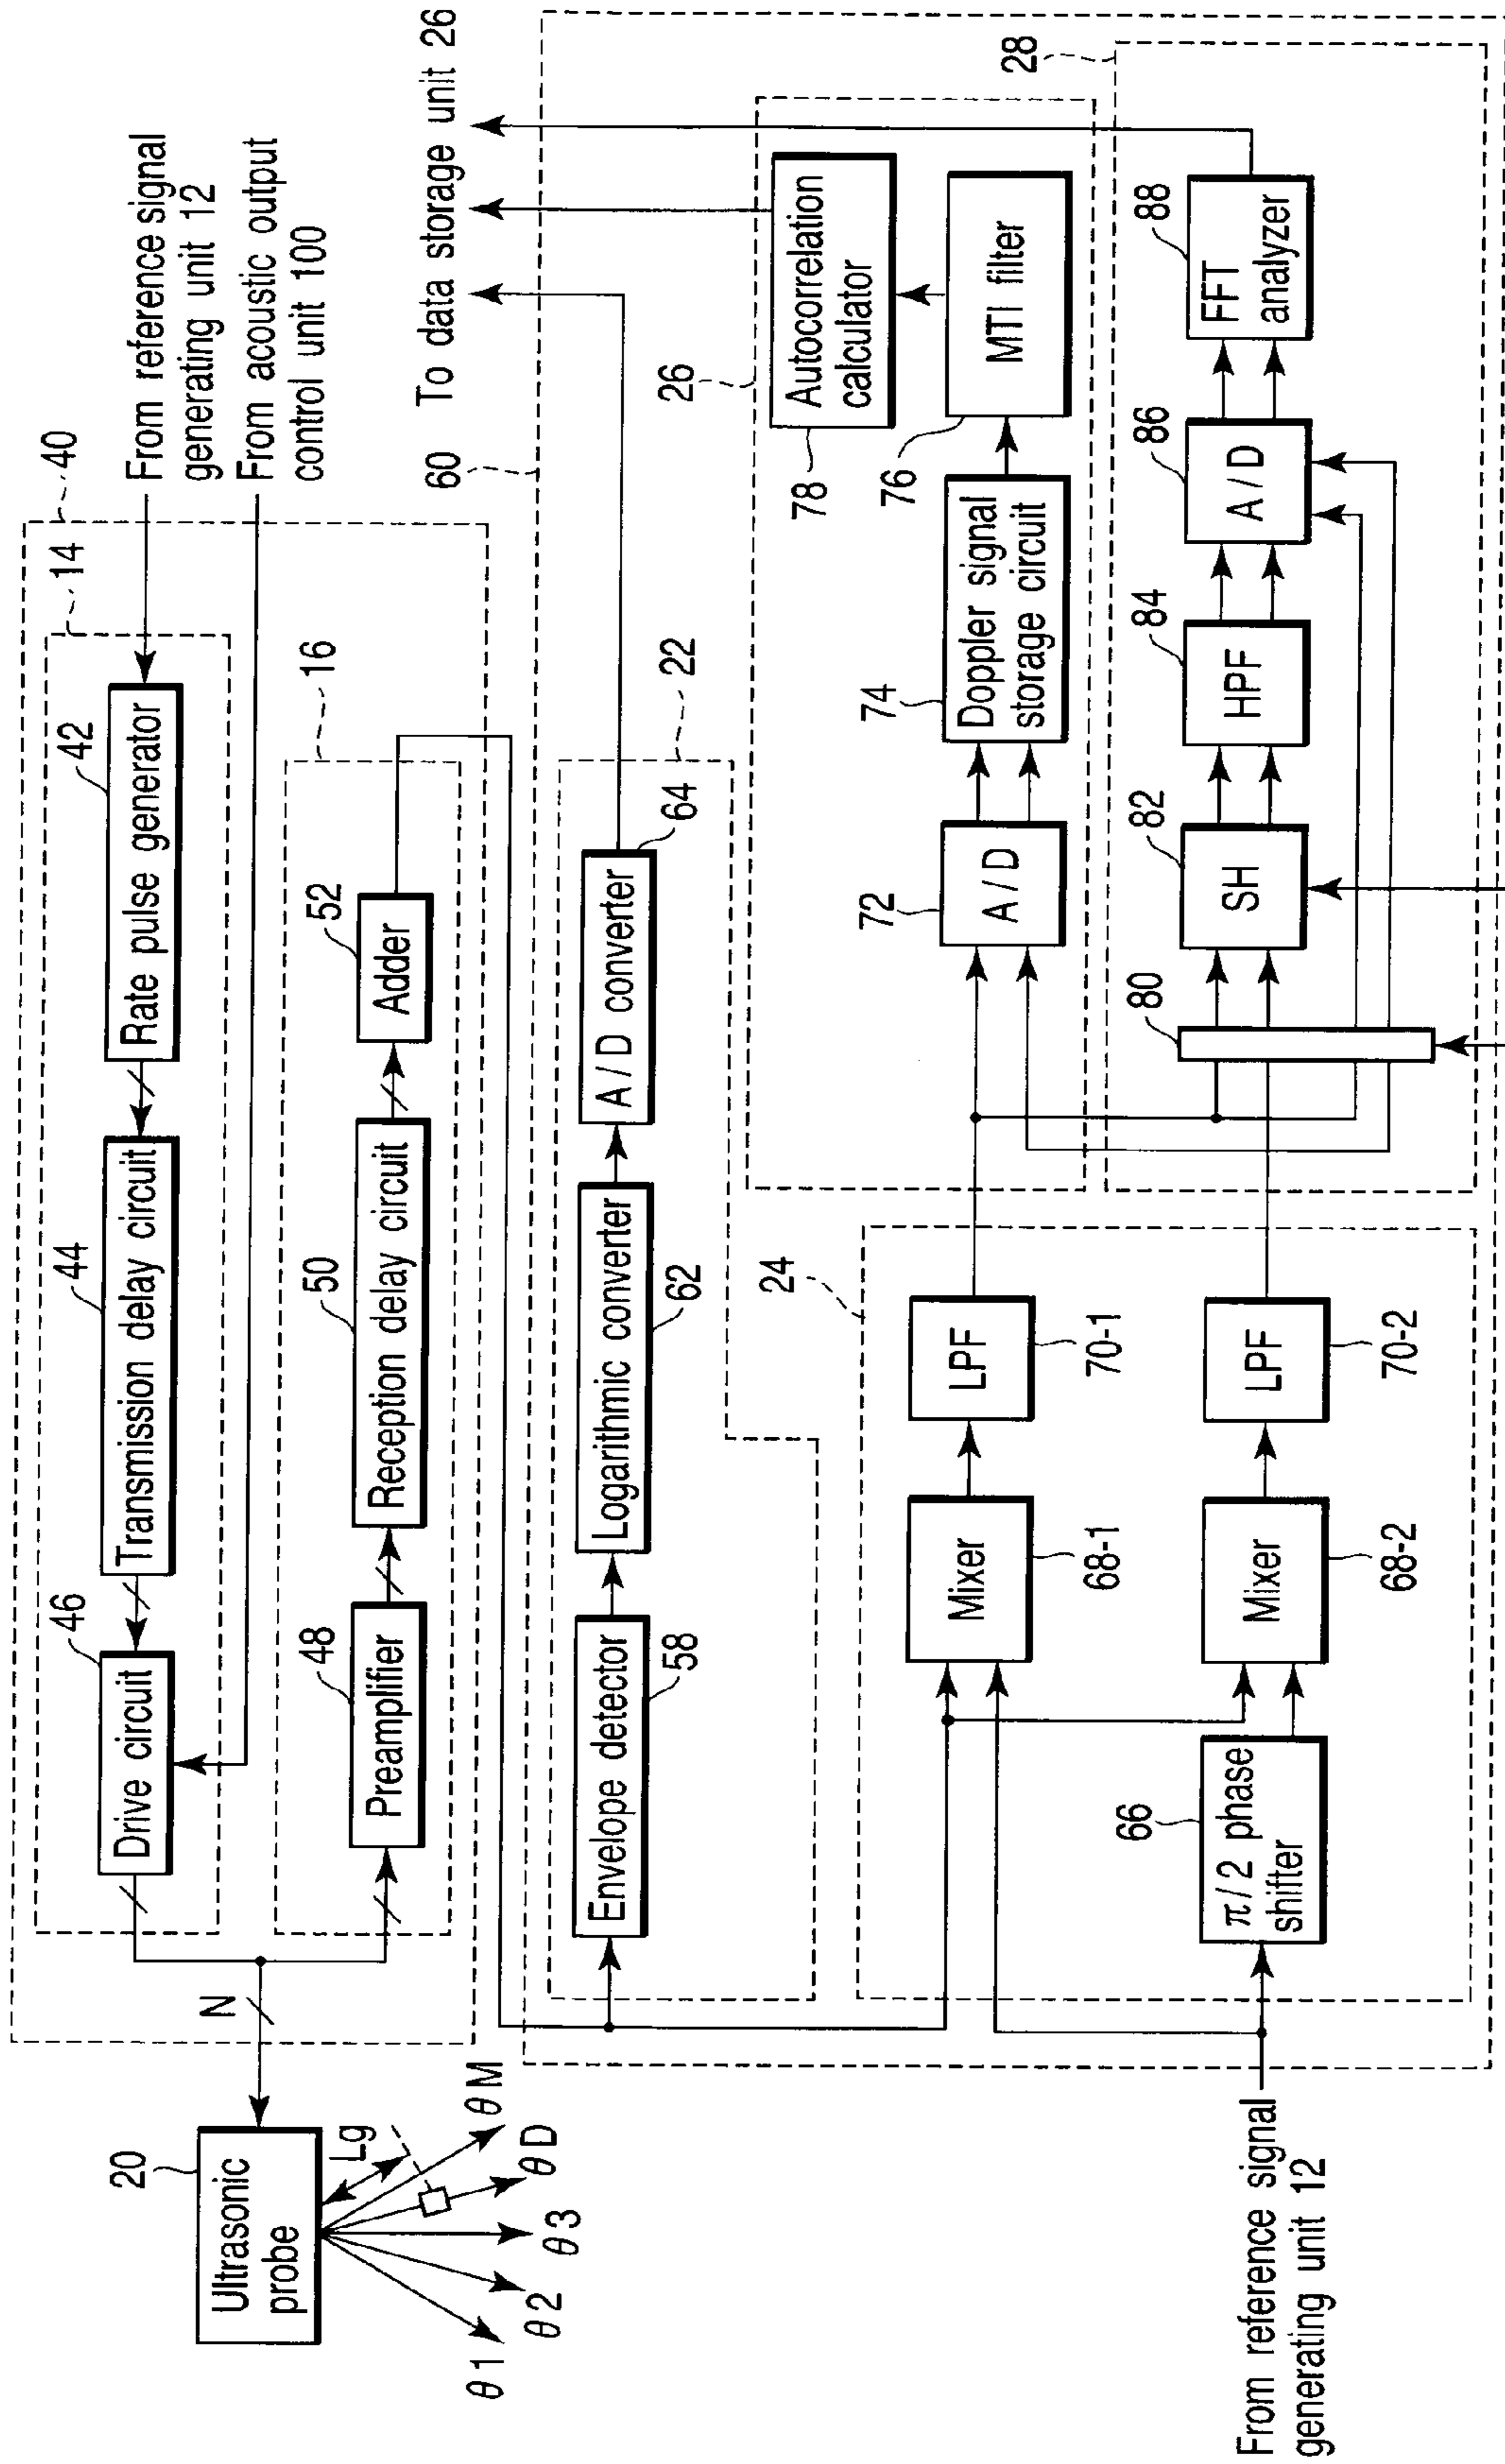 40
14
From reference signal
generating unit 12
From acoustic output
control unit 100
46
44
42
Drive circuit
Transmission delay circuit
Rate pulse generator
20
Ultrasonic
probe
N
16
48
50
52
Preamplifier
Reception delay circuit
Adder
Lg
θ1
θ2
θ3
θD
θM
60
To data storage unit 26
22
Envelope detector
58
Logarithmic converter
62
A/D converter
64
26
78
Autocorrelation
calculator
72
A/D
74
Doppler signal
storage circuit
76
MTI filter
24
Mixer
68-1
LPF
70-1
66
π/2 phase
shifter
Mixer
68-2
LPF
70-2
28
80
82
SH
84
HPF
86
A/D
88
FFT
analyzer
From reference signal
generating unit 12